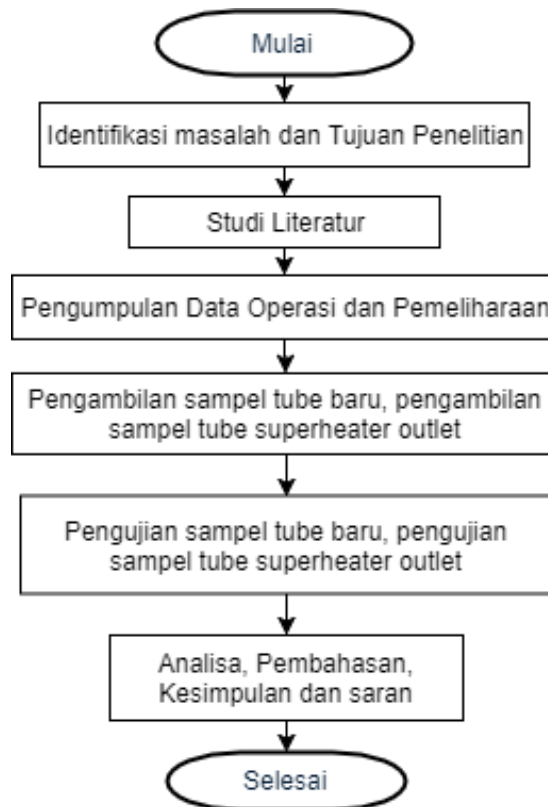 Mulai
Identifikasi masalah dan Tujuan Penelitian
Studi Literatur
Pengumpulan Data Operasi dan Pemeliharaan
Pengambilan sampel tube baru, pengambilan
sampel tube superheater outlet
Pengujian sampel tube baru, pengujian
sampel tube superheater outlet
Analisa, Pembahasan,
Kesimpulan dan saran
Selesai